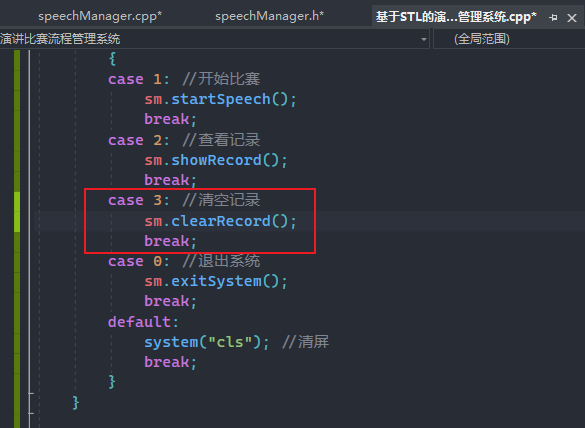 speechManager.cpp* speechManager.h* 基于STL的演...管理系统.cpp*
演讲比赛流程管理系统 (全局范围)
{
case 1: //开始比赛
sm.startSpeech();
break;
case 2: //查看记录
sm.showRecord();
break;
case 3: //清空记录
sm.clearRecord();
break;
case 0: //退出系统
sm.exitSystem();
break;
default:
system("cls"); //清屏
break;
}
}